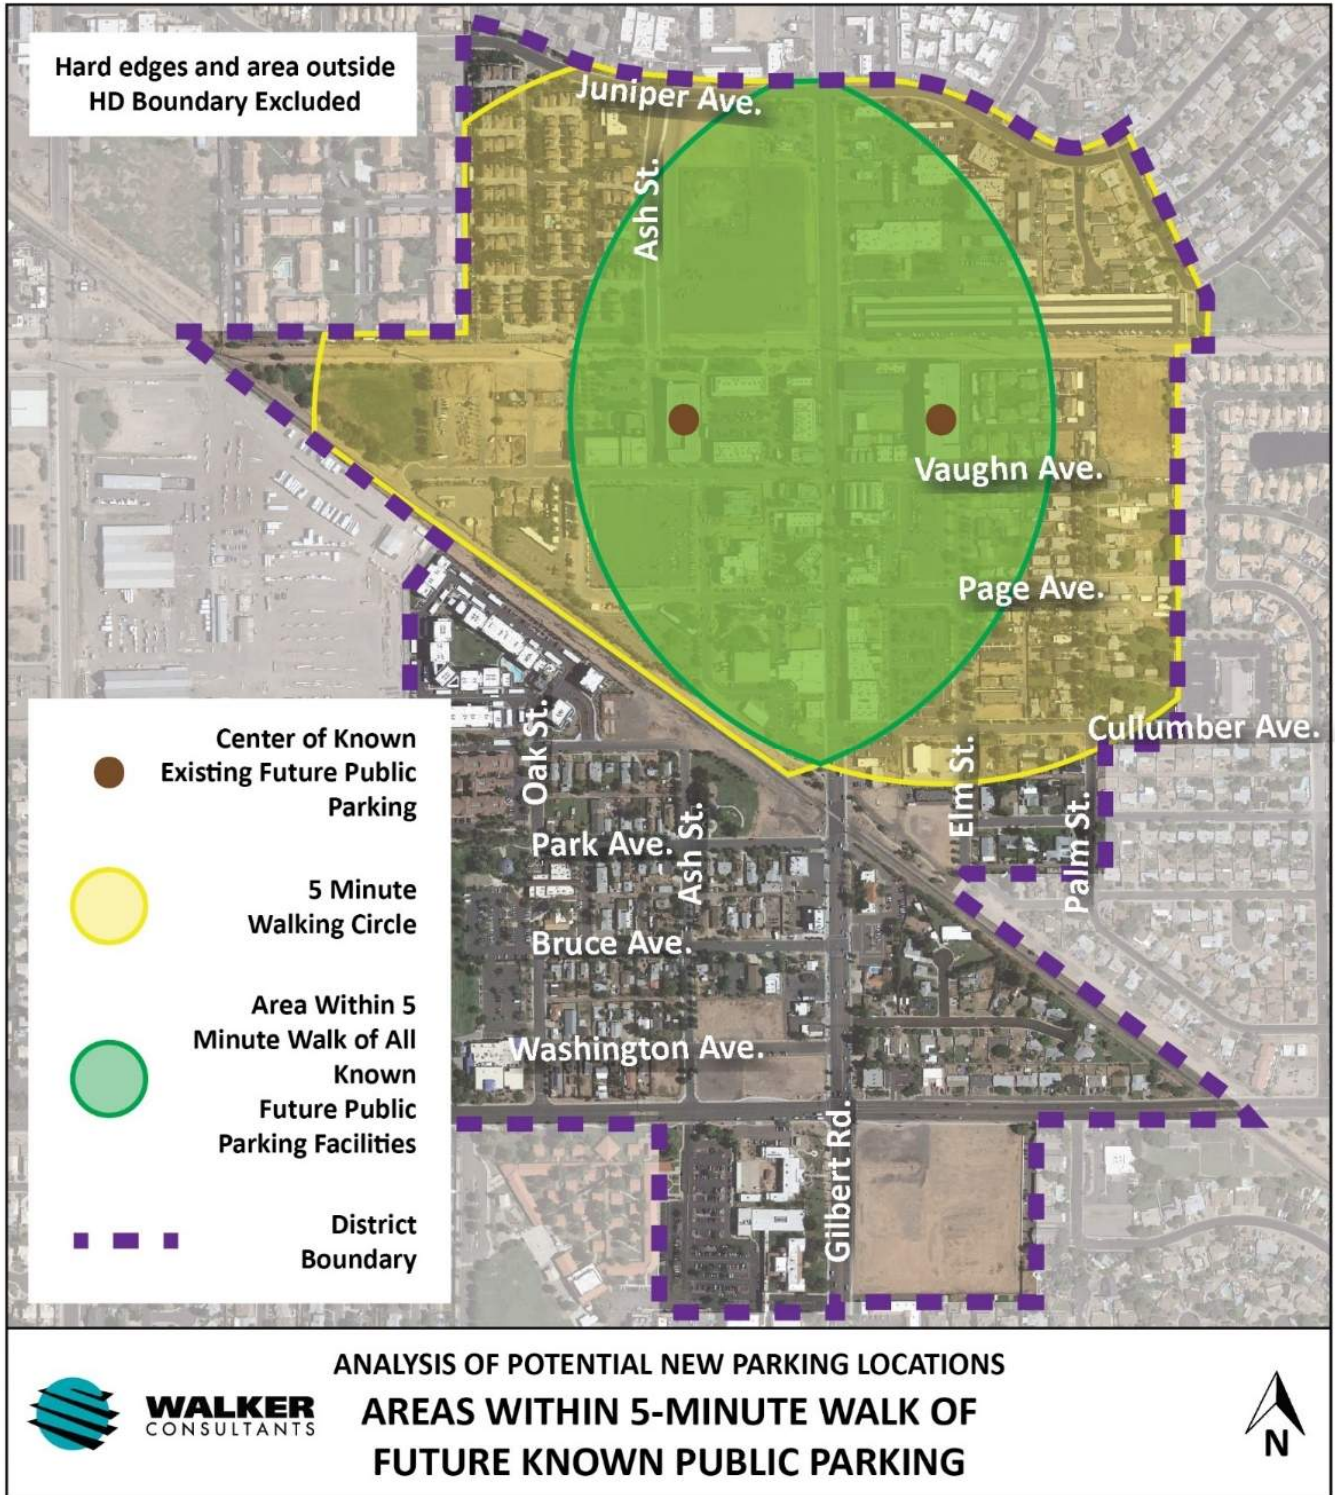 Hard edges and area outside
HD Boundary Excluded
Juniper Ave.
Ash St.
Vaughn Ave.
Page Ave.
Cullumber Ave.
Oak St.
Elm St.
Palm St.
Park Ave.
Ash St.
Bruce Ave.
Washington Ave.
Gilbert Rd.
Center of Known
Existing Future Public
Parking
5 Minute
Walking Circle
Area Within 5
Minute Walk of All
Known
Future Public
Parking Facilities
District
Boundary
WALKER
CONSULTANTS
ANALYSIS OF POTENTIAL NEW PARKING LOCATIONS
AREAS WITHIN 5-MINUTE WALK OF
FUTURE KNOWN PUBLIC PARKING
N